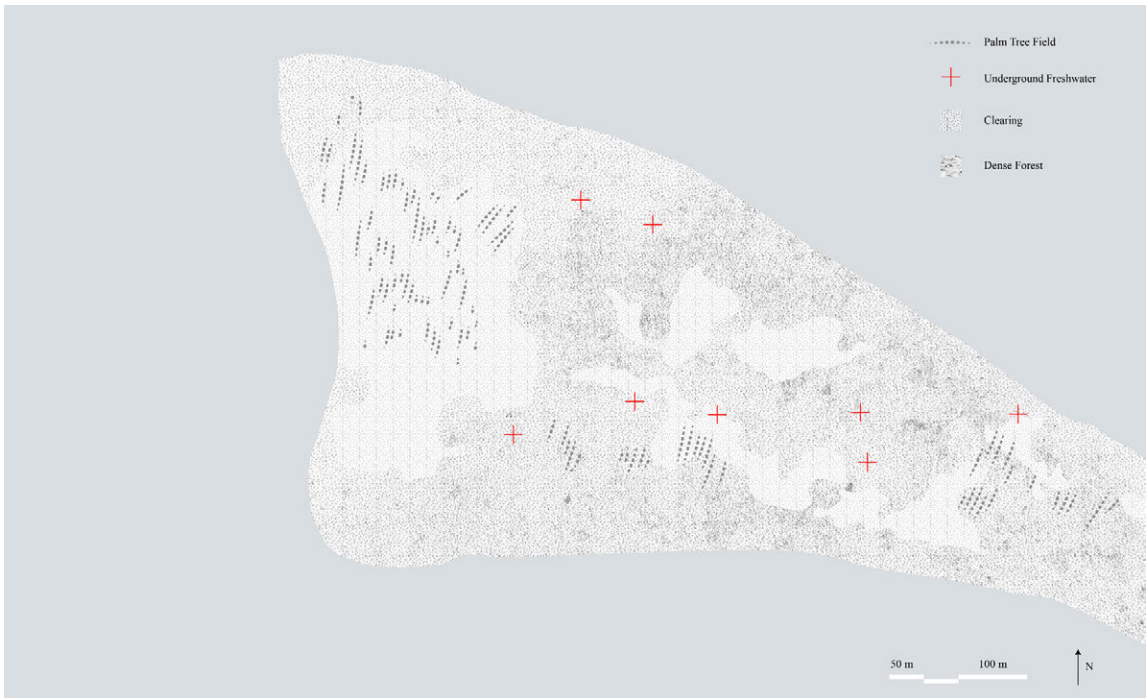 Palm Tree Field
Underground Freshwater
Clearing
Dense Forest
50 m 100 m
N